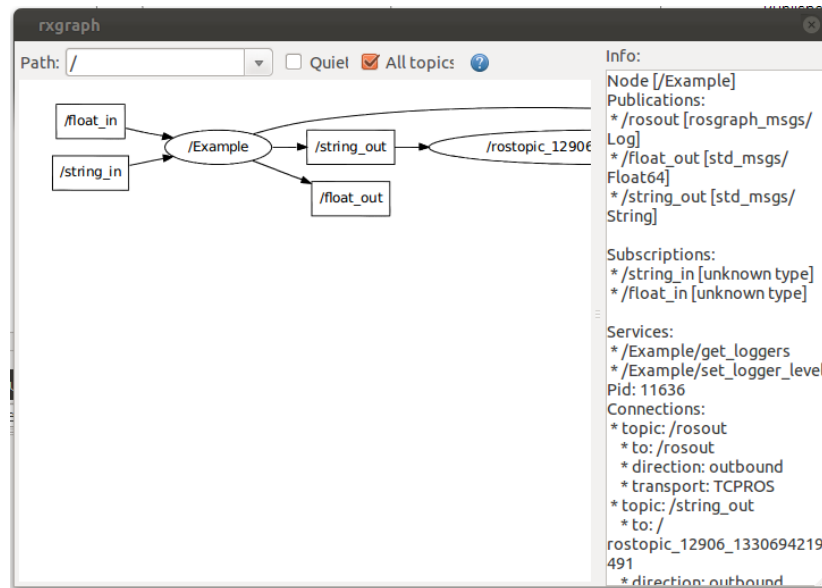 rxgraph
Path: / Quiet All topics ?
/float_in
/string_in
/Example
/string_out
/float_out
/rostopic_12906
Info:
Node [/Example]
Publications:
* /rosout [rosgraph_msgs/
Log]
* /float_out [std_msgs/
Float64]
* /string_out [std_msgs/
String]
Subscriptions:
* /string_in [unknown type]
* /float_in [unknown type]
Services:
* /Example/get_loggers
* /Example/set_logger_level
Pid: 11636
Connections:
* topic: /rosout
* to: /rosout
* direction: outbound
* transport: TCPROS
* topic: /string_out
* to: /
rostopic_12906_1330694219
491
* direction: outbound